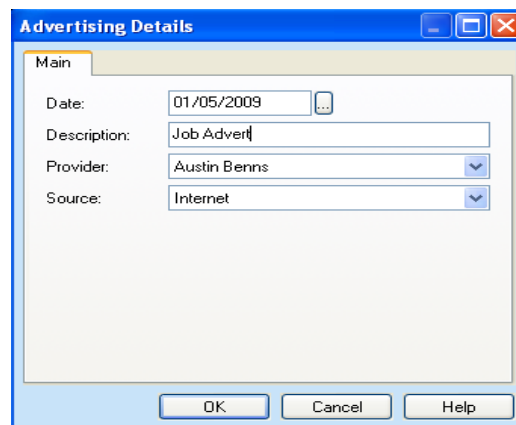 Advertising Details
Main
Date: 01/05/2009 ...
Description: Job Advert
Provider: Austin Benns
Source: Internet
OK Cancel Help